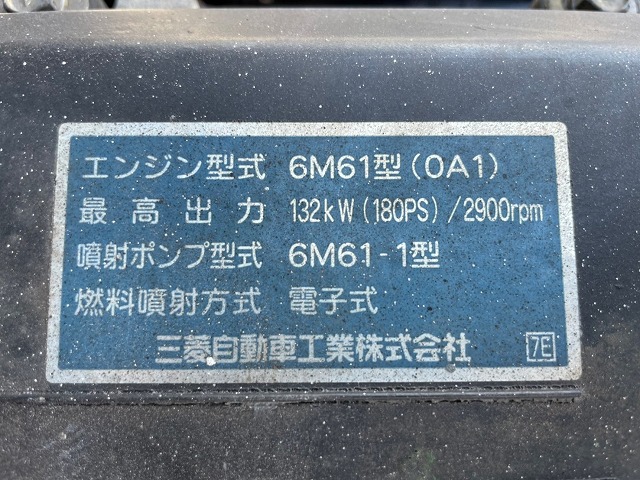 エンジン型式 6M61型(0A1)
最高出力 132kW(180PS)/2900rpm
噴射ポンプ型式 6M61-1型
燃料噴射方式 電子式
三菱自動車工業株式会社 7E